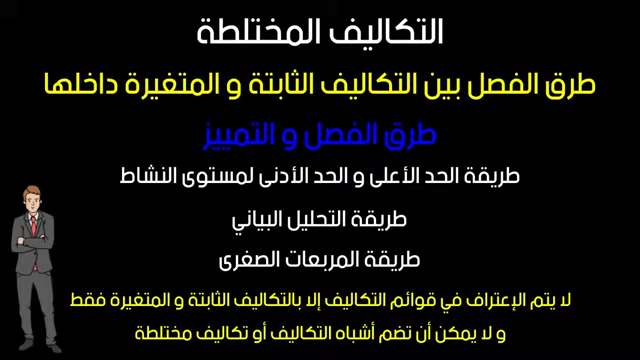 التكاليف المختلطة
طرق الفصل بين التكاليف الثابتة و المتغيرة داخلها
طرق الفصل و التمييز
طريقة الحد الأعلى و الحد الأدنى لمستوى النشاط
طريقة التحليل البياني
طريقة المربعات الصغرى
لا يتم الإعتراف في قوائم التكاليف إلا بالتكاليف الثابتة و المتغيرة فقط
و لا يمكن أن تضم أشباه التكاليف أو تكاليف مختلطة